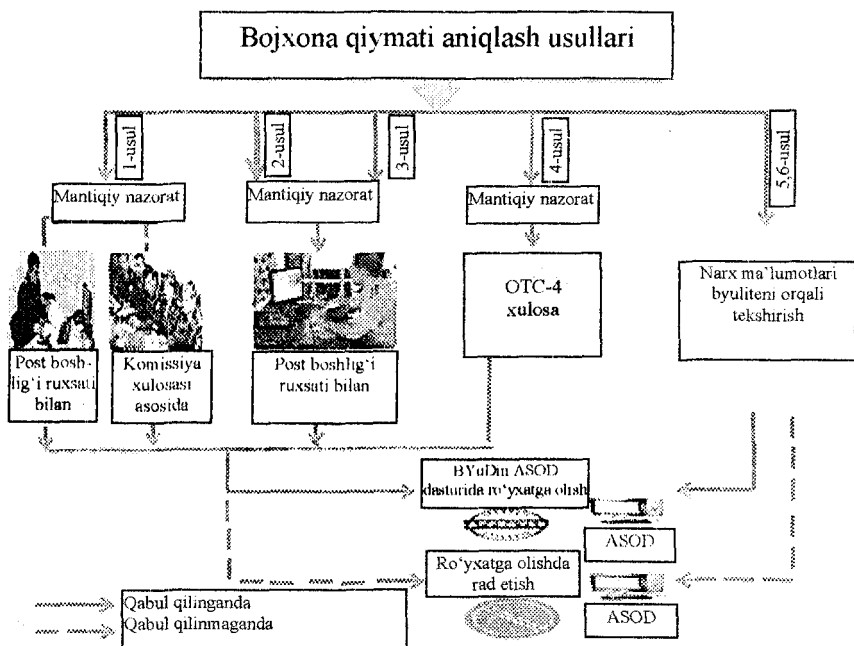 Bojxona qiymati aniqlash usullari
1-usul
2-usul
3-usul
4-usul
5,6-usul
Mantiqiy nazorat
Mantiqiy nazorat
Mantiqiy nazorat
Post bosh-
lig‘i ruxsati
bilan
Komissiya
xulosasi
asosida
Post boshlig‘i
ruxsati bilan
OTC-4
xulosa
Narx ma`lumotlari
byuliteni orqali
tekshirish
BYuDni ASOD
dasturida ro‘yxatga olish
ASOD
Ro‘yxatga olishda
rad etish
ASOD
Qabul qilinganda
Qabul qilinmaganda